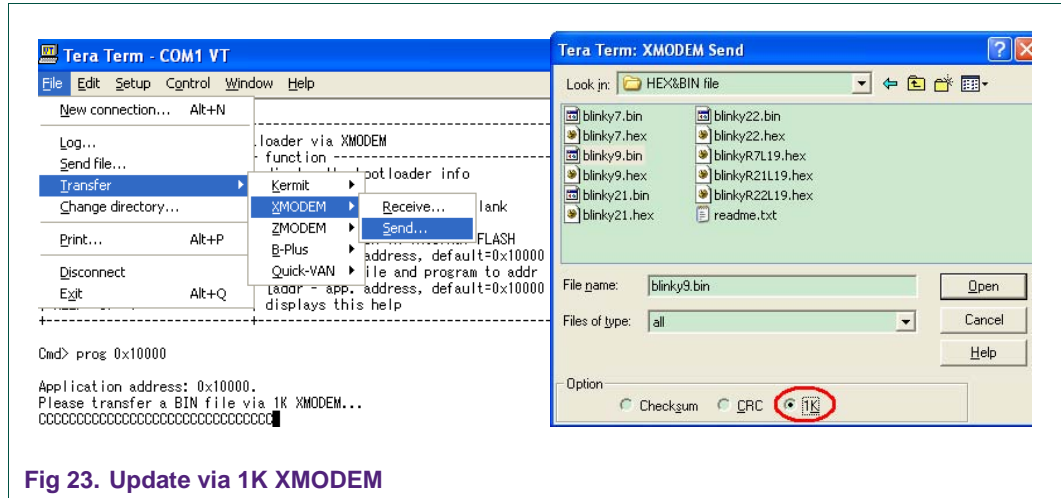 Tera Term - COM1 VT
File Edit Setup Control Window Help
New connection... Alt+N
Log...
Send file...
Transfer
Change directory...
Print... Alt+P
Disconnect
Exit Alt+Q
Kermit
XMODEM
ZMODEM
B-Plus
Quick-VAN
Receive...
Send...
loader via XMODEM
function
ootloader info
lank
FLASH
address, default=0x10000
ile and program to addr
[addr - app. address, default=0x10000
displays this help
Cmd> prog 0x10000
Application address: 0x10000.
Please transfer a BIN file via 1K XMODEM...
CCCCCCCCCCCCCCCCCCCCCCCCCCCCCCCC
Tera Term: XMODEM Send
Look in: HEX&BIN file
blinky7.bin
blinky7.hex
blinky9.bin
blinky9.hex
blinky21.bin
blinky21.hex
blinky22.bin
blinky22.hex
blinkyR7L19.hex
blinkyR21L19.hex
blinkyR22L19.hex
readme.txt
File name: blinky9.bin Open
Files of type: all Cancel
Help
Option
Checksum CRC 1K
Fig 23. Update via 1K XMODEM